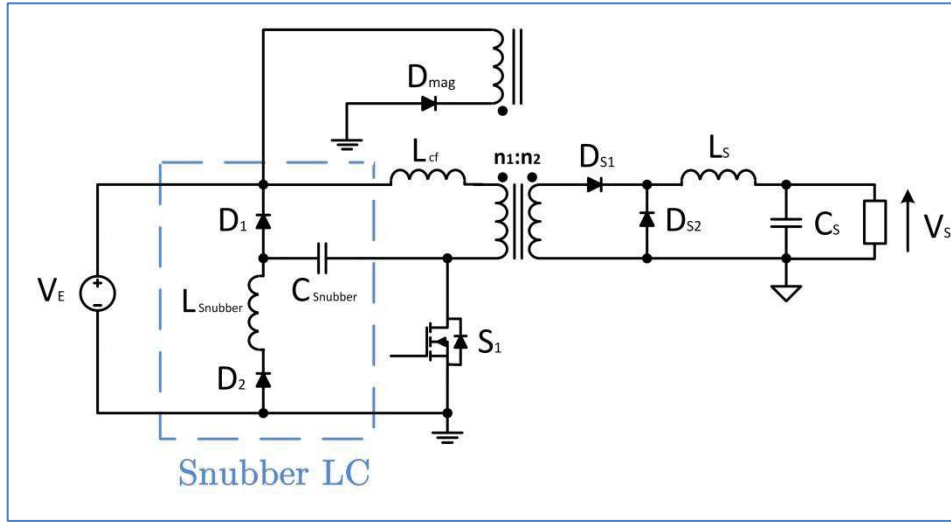 Dmag
Lcf
n1:n2
DS1
LS
D1
DS2
CS
VS
VE
LSnubber
CSnubber
S1
D2
+
-
Snubber LC